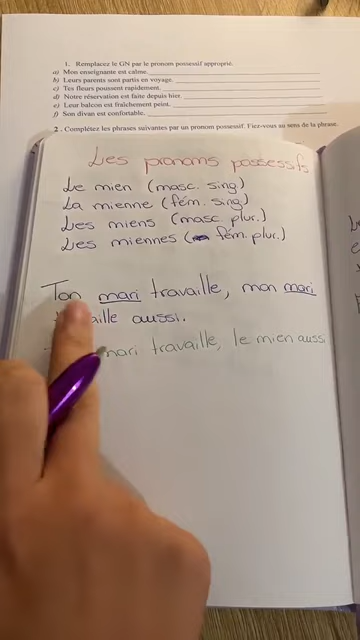 1. Remplacez le GN par le pronom possessif approprié.
a) Mon enseignante est calme.
b) Leurs parents sont partis en voyage.
c) Tes fleurs poussent rapidement.
d) Notre réservation est faite depuis hier.
e) Leur balcon est fraîchement peint.
f) Son divan est confortable.
2. Complétez les phrases suivantes par un pronom possessif. Fiez-vous au sens de la phrase.
Les pronoms possessifs
Le mien (masc. sing)
La mienne (fém. sing)
Les miens (masc. plur.)
Les miennes (fém. plur.)
Ton mari travaille, mon mari
aille aussi.
mari travaille, le mien aussi